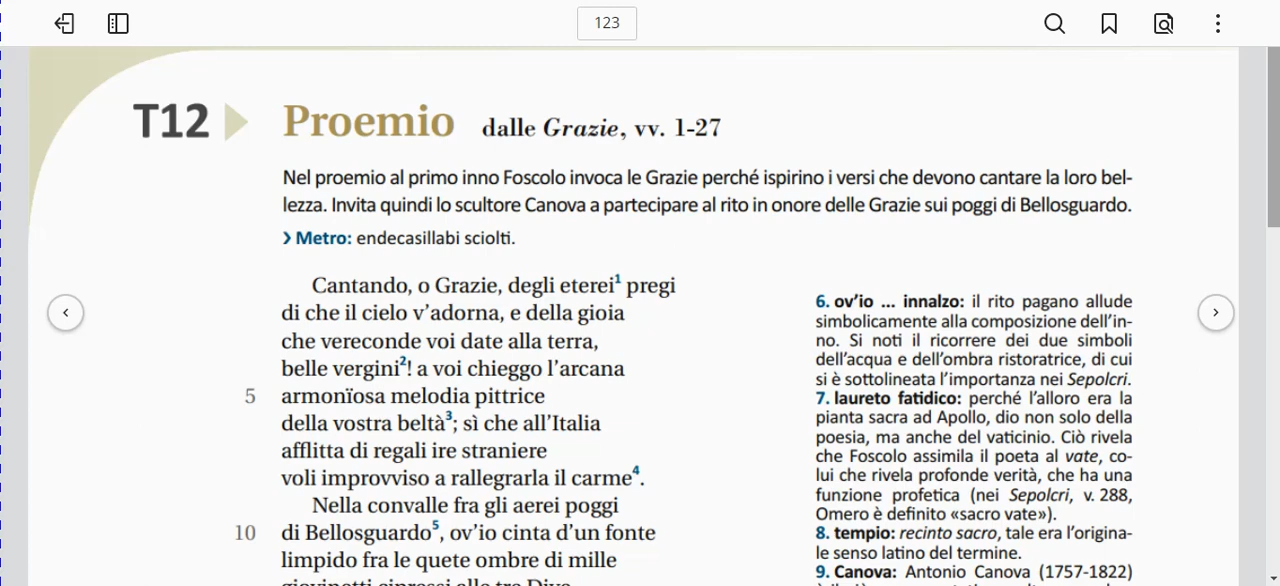 123
T12 Proemio dalle Grazie, vv. 1-27
Nel proemio al primo inno Foscolo invoca le Grazie perché ispirino i versi che devono cantare la loro bel-
lezza. Invita quindi lo scultore Canova a partecipare al rito in onore delle Grazie sui poggi di Bellosguardo.
› Metro: endecasillabi sciolti.
Cantando, o Grazie, degli eterei1 pregi
di che il cielo v’adorna, e della gioia
che vereconde voi date alla terra,
belle vergini2! a voi chieggo l’arcana
5 armonïosa melodia pittrice
della vostra beltà3; sì che all’Italia
afflitta di regali ire straniere
voli improvviso a rallegrarla il carme4.
Nella convalle fra gli aerei poggi
10 di Bellosguardo5, ov’io cinta d’un fonte
limpido fra le quete ombre di mille
giovinetti cipressi alle tre Dive
6. ov’io ... innalzo: il rito pagano allude
simbolicamente alla composizione dell’in-
no. Si noti il ricorrere dei due simboli
dell’acqua e dell’ombra ristoratrice, di cui
si è sottolineata l’importanza nei Sepolcri.
7. laureto fatidico: perché l’alloro era la
pianta sacra ad Apollo, dio non solo della
poesia, ma anche del vaticinio. Ciò rivela
che Foscolo assimila il poeta al vate, co-
lui che rivela profonde verità, che ha una
funzione profetica (nei Sepolcri, v. 288,
Omero è definito «sacro vate»).
8. tempio: recinto sacro, tale era l’origina-
le senso latino del termine.
9. Canova: Antonio Canova (1757-1822)